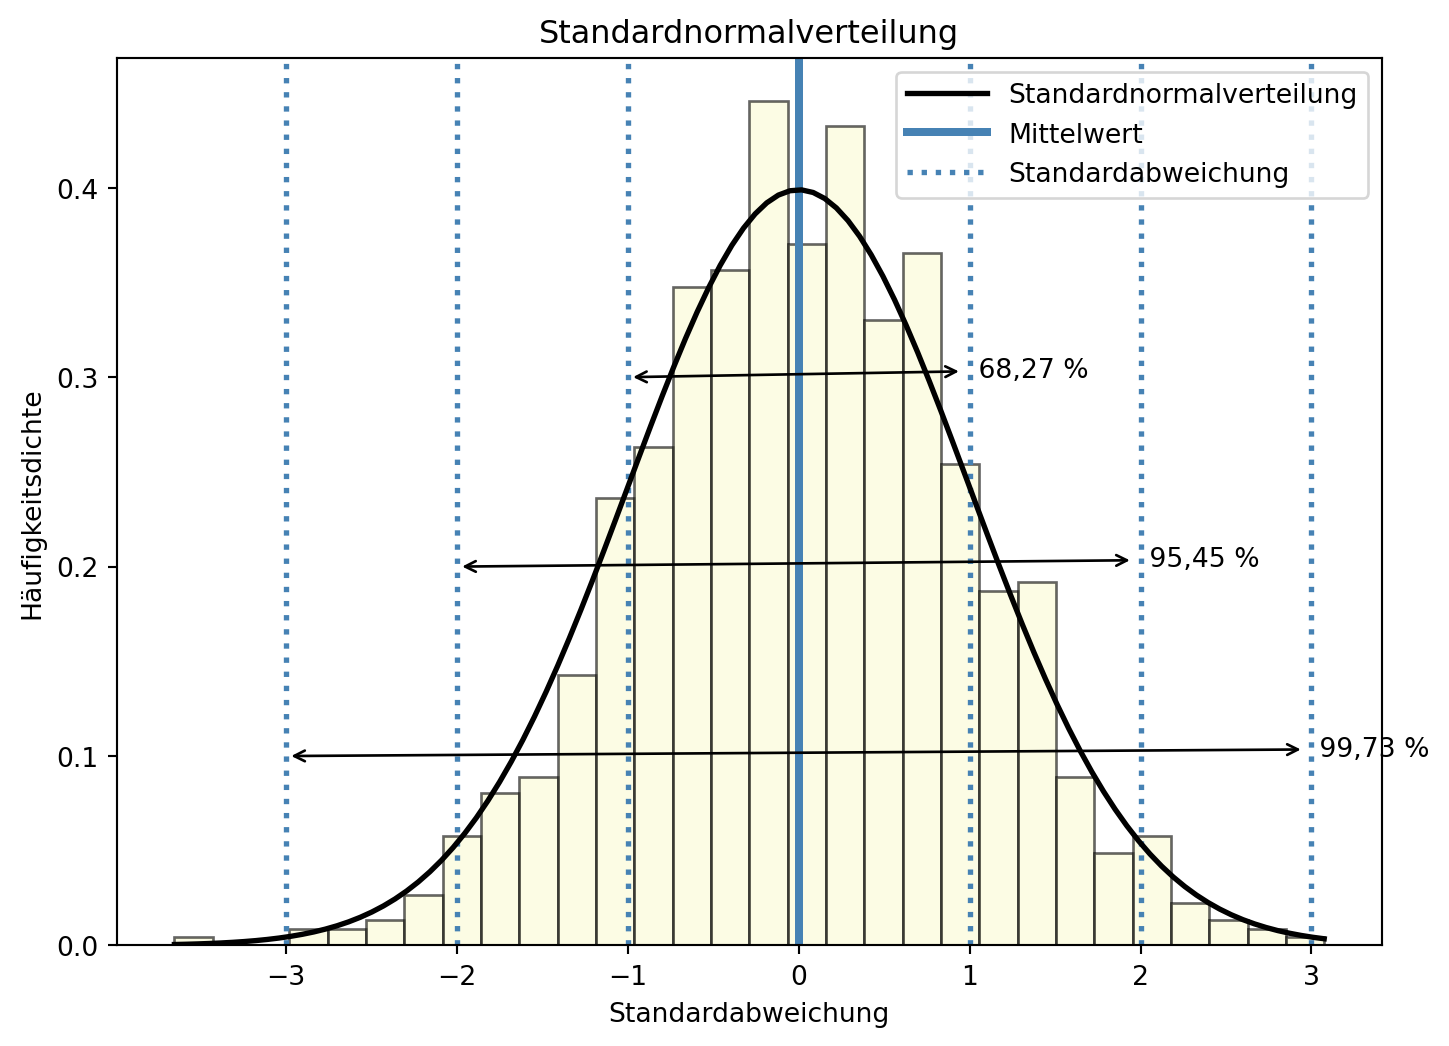 Standardnormalverteilung
Standardnormalverteilung
Mittelwert
Standardabweichung
Häufigkeitsdichte
0.4
0.3
0.2
0.1
0.0
68,27 %
95,45 %
99,73 %
−3 −2 −1 0 1 2 3
Standardabweichung